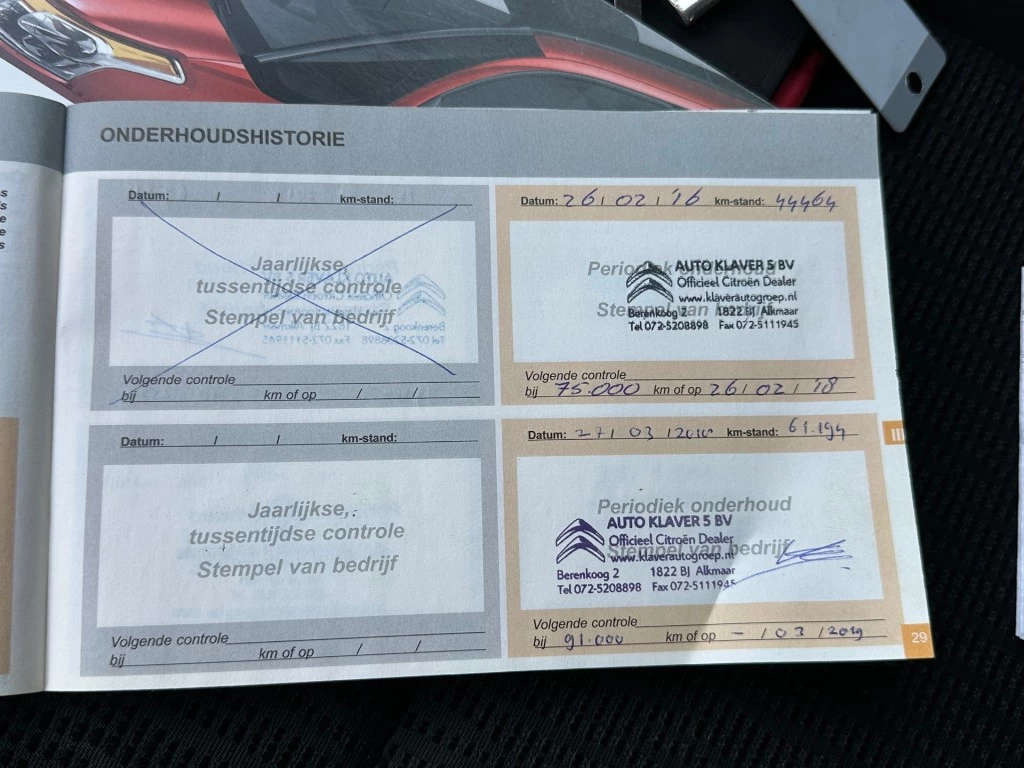 ONDERHOUDSHISTORIE
Datum: / / km-stand:
Jaarlijkse,
tussentijdse controle
Stempel van bedrijf
Volgende controle
bij km of op / /
Datum: 26 / 02 / '16 km-stand: 44464
Periodiek onderhoud
Stempel van bedrijf
AUTO KLAVER 5 BV
Officieel Citroën Dealer
www.klaverautogroep.nl
Berenkoog 2 1822 BJ Alkmaar
Tel 072-5208898 Fax 072-5111945
Volgende controle
bij 75.000 km of op 26 / 02 / '18
Datum: / / km-stand:
Jaarlijkse,
tussentijdse controle
Stempel van bedrijf
Volgende controle
bij km of op / /
Datum: 27 / 03 / km-stand: 61.194
Periodiek onderhoud
Stempel van bedrijf
AUTO KLAVER 5 BV
Officieel Citroën Dealer
www.klaverautogroep.nl
Berenkoog 2 1822 BJ Alkmaar
Tel 072-5208898 Fax 072-5111945
Volgende controle
bij 91.000 km of op - / 03 / 2019
III
29